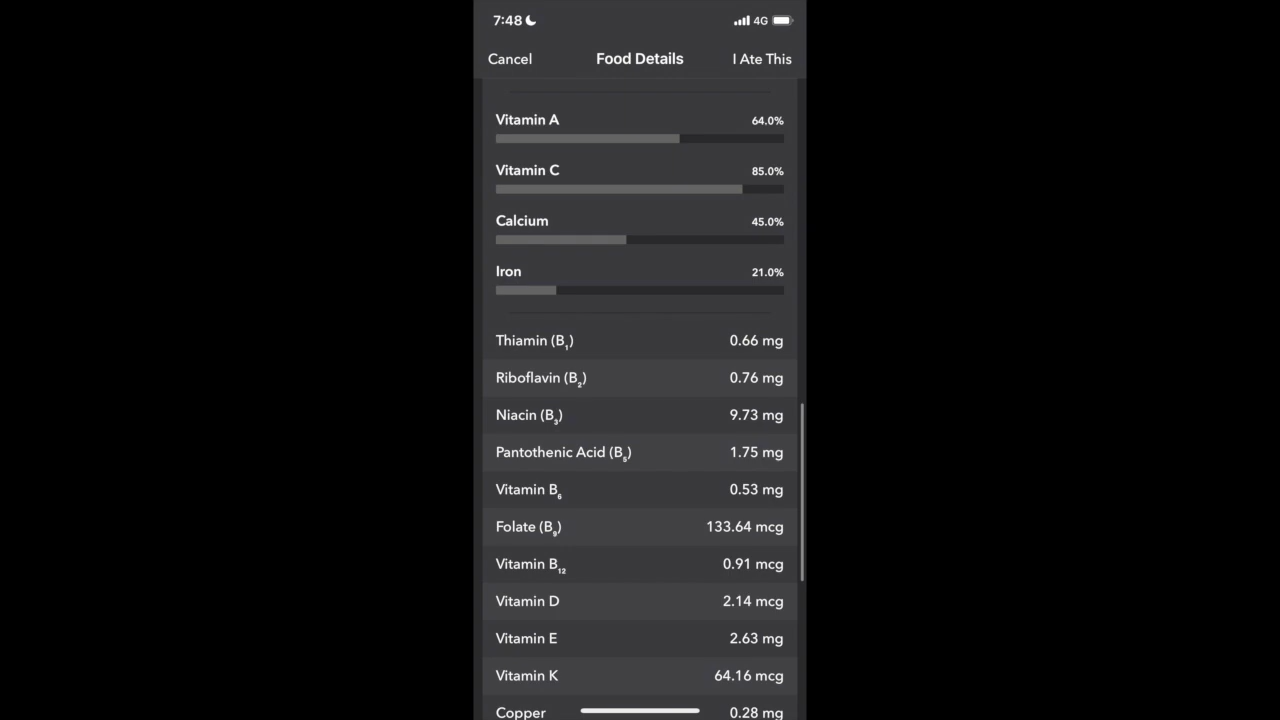 7:48 4G
Cancel Food Details I Ate This
Vitamin A 64.0%
Vitamin C 85.0%
Calcium 45.0%
Iron 21.0%
Thiamin (B1) 0.66 mg
Riboflavin (B2) 0.76 mg
Niacin (B3) 9.73 mg
Pantothenic Acid (B5) 1.75 mg
Vitamin B6 0.53 mg
Folate (B9) 133.64 mcg
Vitamin B12 0.91 mcg
Vitamin D 2.14 mcg
Vitamin E 2.63 mg
Vitamin K 64.16 mcg
Copper 0.28 mg